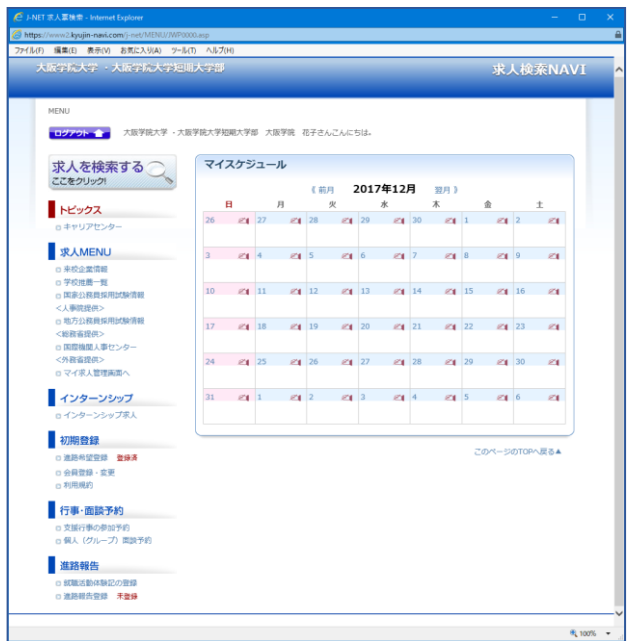 J-NET 求人票検索 - Internet Explorer
https://www2.kyujin-navi.com/j-net/MENU/JWP0000.asp
ファイル(F) 編集(E) 表示(V) お気に入り(A) ツール(T) ヘルプ(H)
大阪学院大学 ・大阪学院大学短期大学部 求人検索NAVI
MENU
ログアウト 大阪学院大学 ・大阪学院大学短期大学部 大阪学院 花子さんこんにちは。
求人を検索する
ここをクリック!
トピックス
キャリアセンター
求人MENU
来校企業情報
学校推薦一覧
国家公務員採用試験情報
<人事院提供>
地方公務員採用試験情報
<総務省提供>
国際機関人事センター
<外務省提供>
マイ求人管理画面へ
インターンシップ
インターンシップ求人
初期登録
進路希望登録 登録済
会員登録・変更
利用規約
行事・面談予約
支援行事の参加予約
個人（グループ）面談予約
進路報告
就職活動体験記の登録
進路報告登録 未登録
マイスケジュール
《 前月 2017年12月 翌月 》
日 月 火 水 木 金 土
26 27 28 29 30 1 2
3 4 5 6 7 8 9
10 11 12 13 14 15 16
17 18 19 20 21 22 23
24 25 26 27 28 29 30
31 1 2 3 4 5 6
このページのTOPへ戻る▲
100%